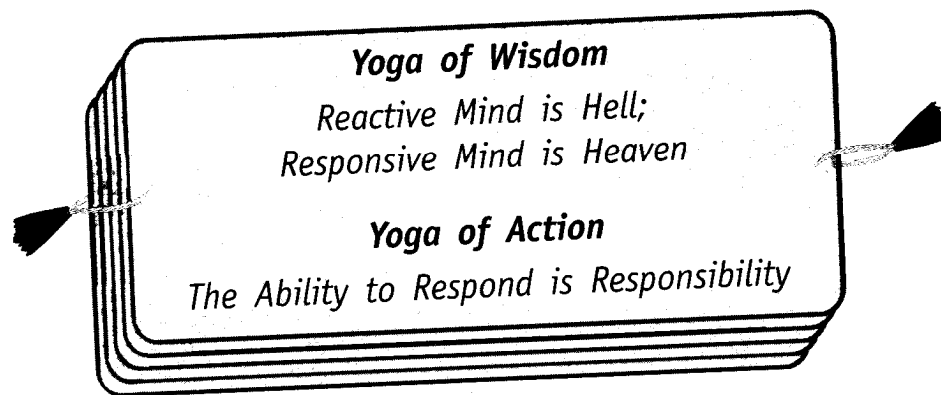 Yoga of Wisdom
Reactive Mind is Hell;
Responsive Mind is Heaven
Yoga of Action
The Ability to Respond is Responsibility